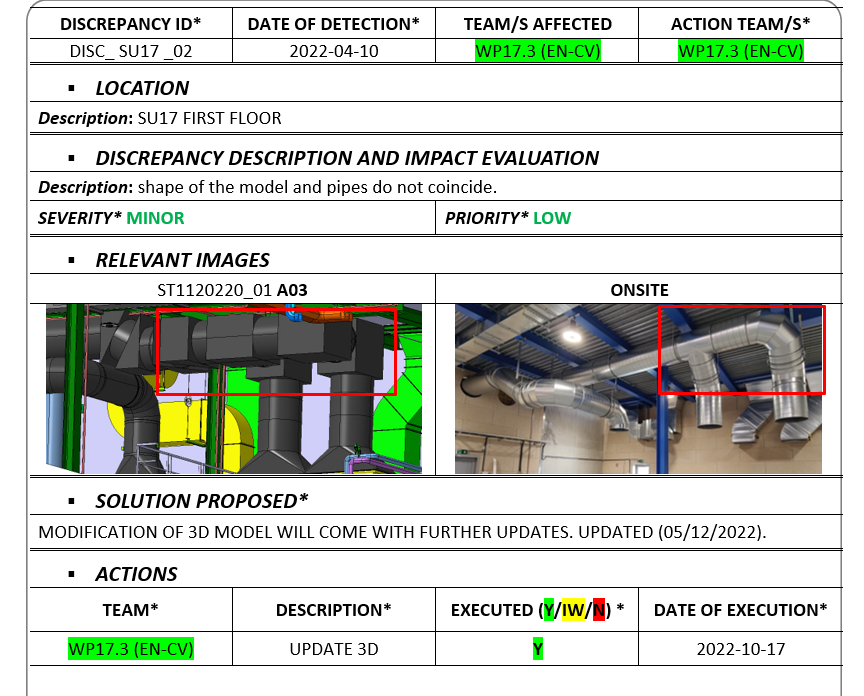 DISCREPANCY ID* DATE OF DETECTION* TEAM/S AFFECTED ACTION TEAM/S*
DISC_ SU17 _02 2022-04-10 WP17.3 (EN-CV) WP17.3 (EN-CV)
▪ LOCATION
Description: SU17 FIRST FLOOR
▪ DISCREPANCY DESCRIPTION AND IMPACT EVALUATION
Description: shape of the model and pipes do not coincide.
SEVERITY* MINOR PRIORITY* LOW
▪ RELEVANT IMAGES
ST1120220_01 A03 ONSITE
▪ SOLUTION PROPOSED*
MODIFICATION OF 3D MODEL WILL COME WITH FURTHER UPDATES. UPDATED (05/12/2022).
▪ ACTIONS
TEAM* DESCRIPTION* EXECUTED (Y/IW/N) * DATE OF EXECUTION*
WP17.3 (EN-CV) UPDATE 3D Y 2022-10-17